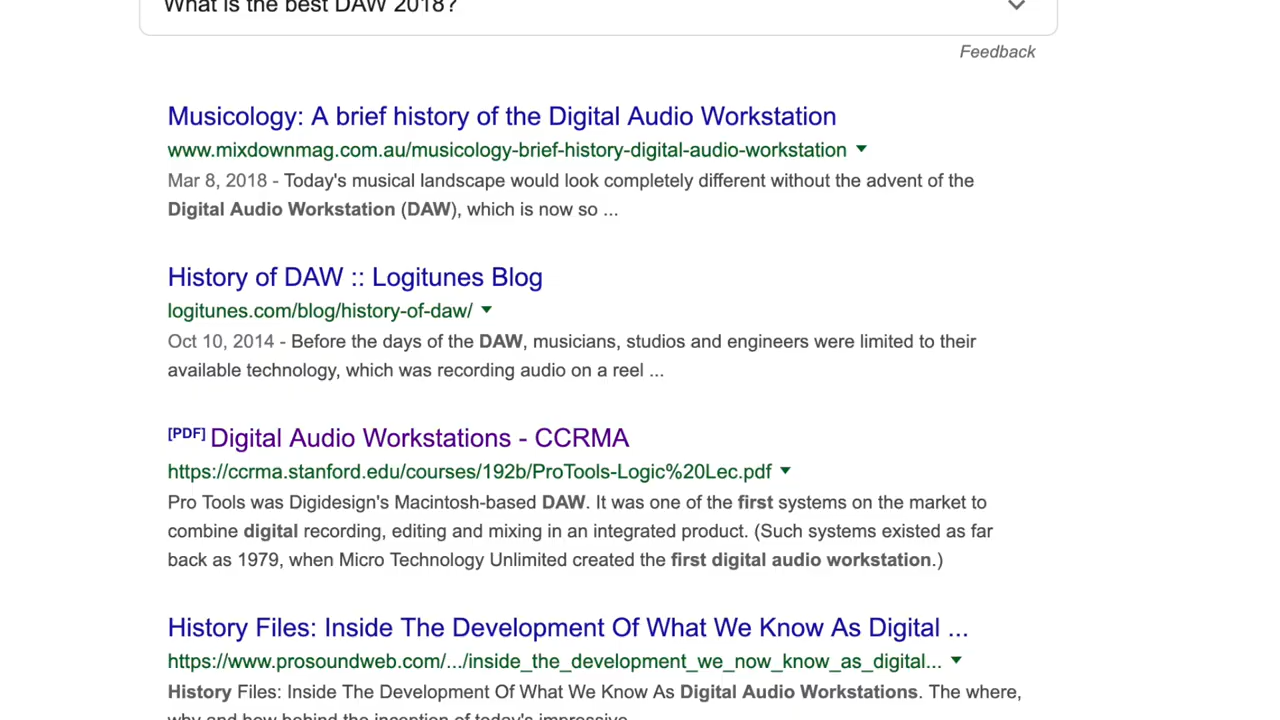 What is the best DAW 2018?
Feedback
Musicology: A brief history of the Digital Audio Workstation
www.mixdownmag.com.au/musicology-brief-history-digital-audio-workstation
Mar 8, 2018 - Today's musical landscape would look completely different without the advent of the
Digital Audio Workstation (DAW), which is now so ...
History of DAW :: Logitunes Blog
logitunes.com/blog/history-of-daw/
Oct 10, 2014 - Before the days of the DAW, musicians, studios and engineers were limited to their
available technology, which was recording audio on a reel ...
[PDF] Digital Audio Workstations - CCRMA
https://ccrma.stanford.edu/courses/192b/ProTools-Logic%20Lec.pdf
Pro Tools was Digidesign's Macintosh-based DAW. It was one of the first systems on the market to
combine digital recording, editing and mixing in an integrated product. (Such systems existed as far
back as 1979, when Micro Technology Unlimited created the first digital audio workstation.)
History Files: Inside The Development Of What We Know As Digital ...
https://www.prosoundweb.com/.../inside_the_development_we_now_know_as_digital...
History Files: Inside The Development Of What We Know As Digital Audio Workstations. The where,
why and how behind the inception of today's impressive